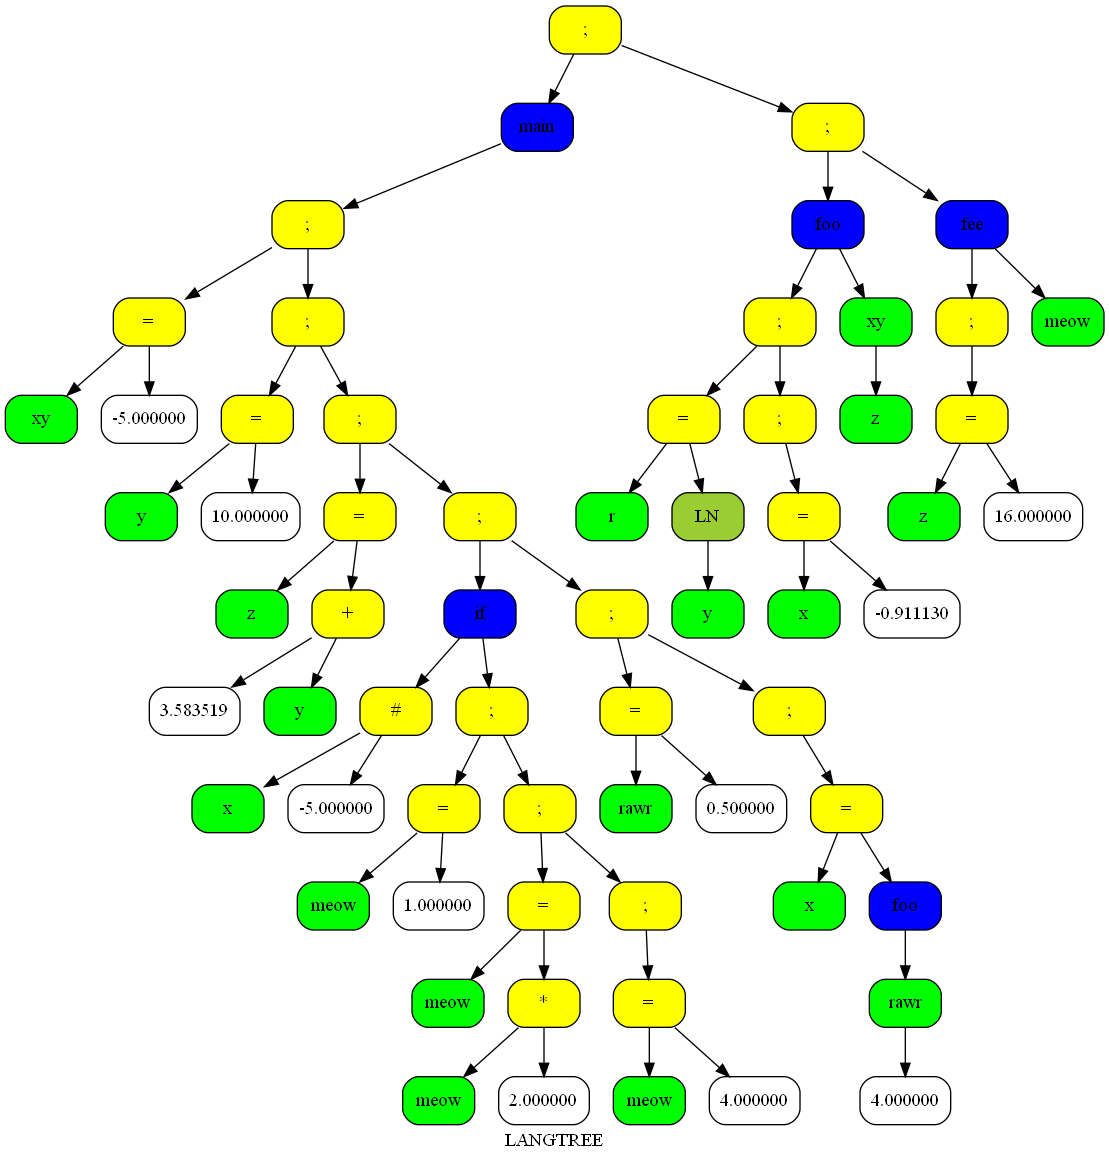 ;
main ;
; foo fee
= ; ; xy ; meow
xy -5.000000 = ; = ; z =
y 10.000000 = ; r LN = z 16.000000
z + if ; y x -0.911130
3.583519 y # ; = ;
x -5.000000 = ; rawr 0.500000 =
meow 1.000000 = ; x foo
meow * = rawr
meow 2.000000 meow 4.000000 4.000000
LANGTREE